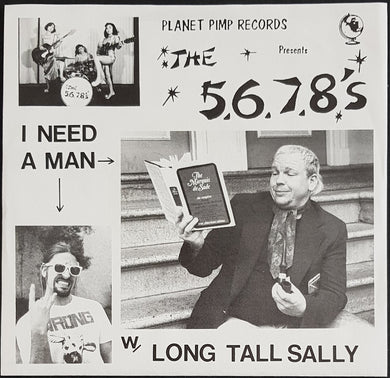 PLANET PIMP RECORDS
Presents
THE
5.6.7.8's
THE
5.6.7.8's
I NEED
A MAN
The
Marquis
de Sade
W/ LONG TALL SALLY